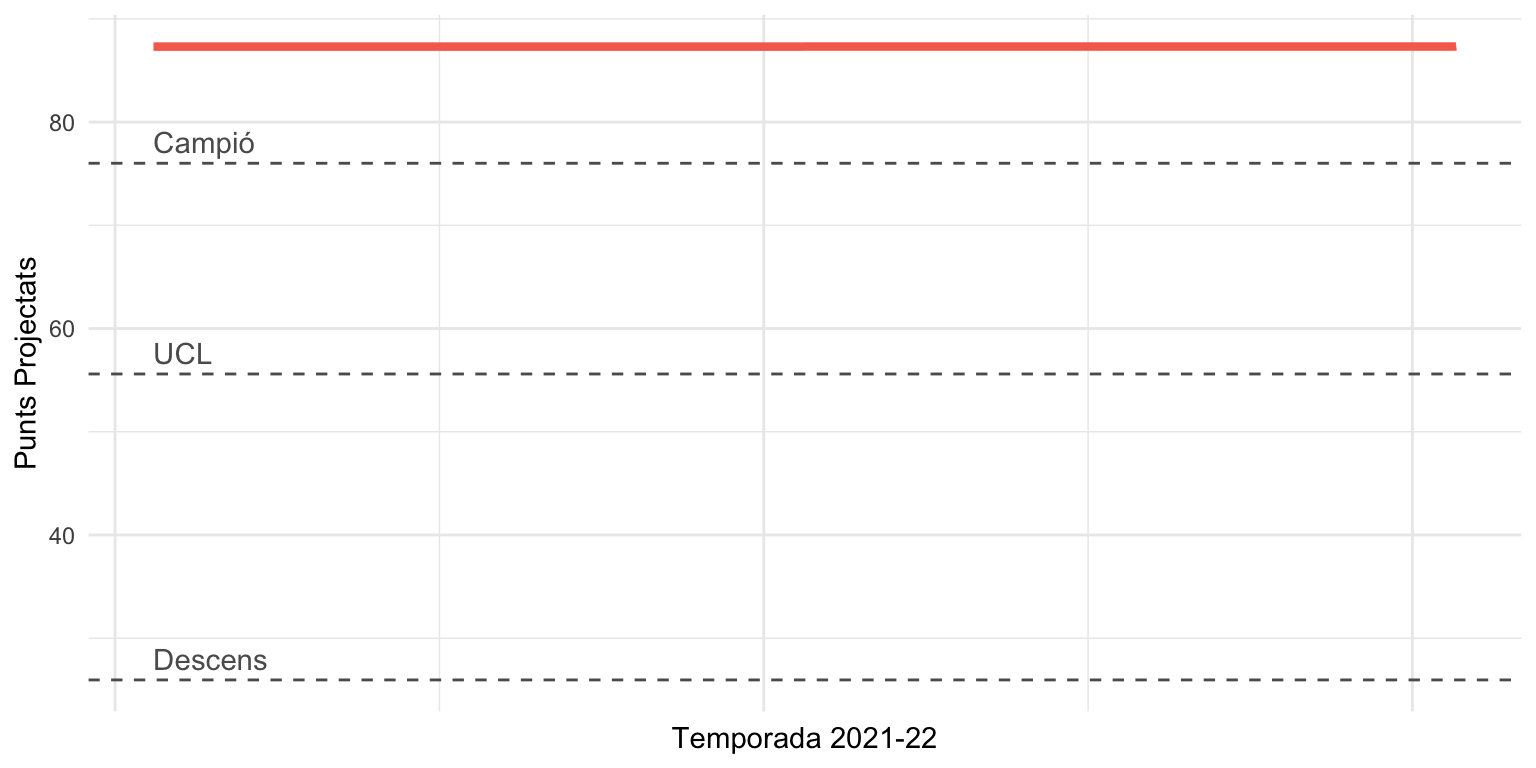 80
Campió
60
UCL
40
Descens
Punts Projectats
Temporada 2021-22